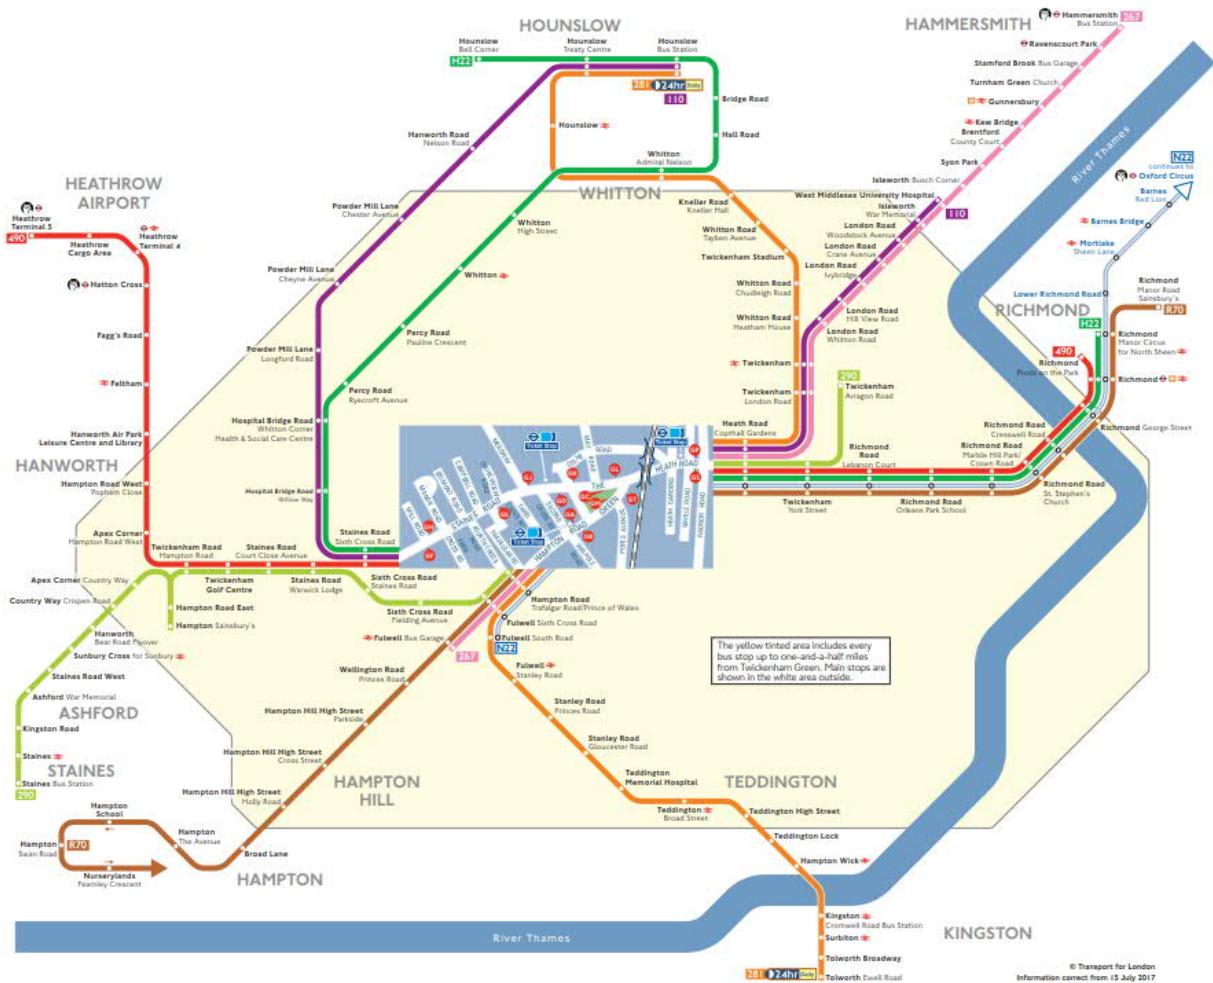 HOUNSLOW
HAMMERSMITH
Hammersmith
Bus Station
267
Ravenscourt Park
Stamford Brook Bus Garage
Turnham Green Church
Gunnersbury
Kew Bridge
Brentford
County Court
Syon Park
Isleworth Busch Corner
West Middlesex University Hospital
Isleworth
War Memorial
110
London Road
Woodstock Avenue
London Road
Crane Avenue
London Road
Ivybridge
London Road
Hill View Road
London Road
Whitton Road
Hounslow
Bell Corner
Hounslow
Treaty Centre
Hounslow
Bus Station
H22
281 24hr Daily
110
Bridge Road
Hall Road
Hounslow
Whitton
Admiral Nelson
WHITTON
Kneller Road
Kneller Hall
Whitton Road
Tayben Avenue
Twickenham Stadium
Whitton Road
Chudleigh Road
Whitton Road
Heatham House
Twickenham
Twickenham
London Road
Heath Road
Copthall Gardens
290
Twickenham
Arragon Road
Hanworth Road
Nelson Road
Powder Mill Lane
Chester Avenue
Powder Mill Lane
Cheyne Avenue
Powder Mill Lane
Longford Road
Hospital Bridge Road
Whitton Corner
Health & Social Care Centre
Hospital Bridge Road
Willow Way
Staines Road
Sixth Cross Road
Whitton
High Street
Whitton
Percy Road
Pauline Crescent
Percy Road
Ryecroft Avenue
HEATHROW
AIRPORT
Heathrow
Terminal 5
490
Heathrow
Cargo Area
Heathrow
Terminal 4
Hatton Cross
Fagg's Road
Feltham
Hanworth Air Park
Leisure Centre and Library
HANWORTH
Hampton Road West
Popham Close
Apex Corner
Hampton Road West
Twickenham Road
Hampton Road
Staines Road
Court Close Avenue
Twickenham
Golf Centre
Staines Road
Warwick Lodge
Sixth Cross Road
Staines Road
Sixth Cross Road
Fielding Avenue
Apex Corner Country Way
Country Way Crispen Road
Hampton Road East
Hampton Sainsbury's
Hanworth
Bear Road Flyover
Sunbury Cross for Sunbury
Staines Road West
Ashford War Memorial
ASHFORD
Kingston Road
Staines
STAINES
Staines Bus Station
290
River Thames
N22
continues to
Oxford Circus
Barnes
Red Lion
Barnes Bridge
Mortlake
Sheen Lane
Lower Richmond Road
RICHMOND
Richmond
Manor Road
Sainsbury's
R70
H22
Richmond
Manor Circus
for North Sheen
490
Richmond
Richmond
Richmond George Street
Richmond Road
Cresswell Road
Richmond Road
Marble Hill Park/
Crown Road
Richmond
Road
Lebanon Court
Richmond Road
St. Stephen's
Church
Twickenham
York Street
Richmond Road
Orleans Park School
Ticket Stop
Ticket Stop
Ticket Stop
ROAD
HEATH ROAD
THE
GREEN
STAINES
ROAD
HAMPTON
ROAD
HEATH GARDENS
SAVILLE ROAD
RADNOR ROAD
POPES AVENUE
GP
GL
GK
GJ
GT
GS
GH
GF
Hampton Road
Trafalgar Road/Prince of Wales
Fulwell Sixth Cross Road
Fulwell South Road
N22
Fulwell Bus Garage
267
Fulwell
Stanley Road
Stanley Road
Princes Road
Stanley Road
Gloucester Road
Teddington
Memorial Hospital
Teddington
Broad Street
TEDDINGTON
Teddington High Street
Teddington Lock
Hampton Wick
Wellington Road
Princes Road
Hampton Hill High Street
Parkside
Hampton Hill High Street
Cross Street
HAMPTON
HILL
Hampton Hill High Street
Holly Road
Hampton
School
Hampton
Swan Road
R70
Hampton
The Avenue
Broad Lane
Nurserylands
Fearnley Crescent
HAMPTON
The yellow tinted area includes every
bus stop up to one-and-a-half miles
from Twickenham Green. Main stops are
shown in the white area outside.
River Thames
Kingston
Cromwell Road Bus Station
Surbiton
KINGSTON
Tolworth Broadway
281 24hr Daily
Tolworth Ewell Road
© Transport for London
Information correct from 15 July 2017